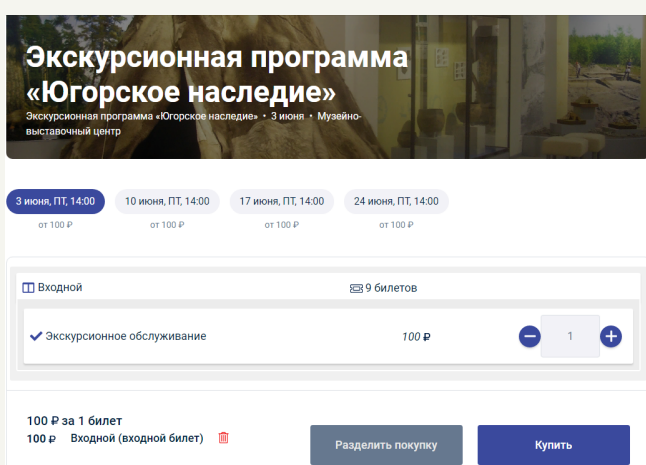 Экскурсионная программа
«Югорское наследие»
Экскурсионная программа «Югорское наследие» • 3 июня • Музейно-
выставочный центр
3 июня, ПТ, 14:00 10 июня, ПТ, 14:00 17 июня, ПТ, 14:00 24 июня, ПТ, 14:00
от 100 ₽ от 100 ₽ от 100 ₽ от 100 ₽
Входной 9 билетов
Экскурсионное обслуживание 100 ₽ 1
100 ₽ за 1 билет
100 ₽ Входной (входной билет)
Разделить покупку Купить